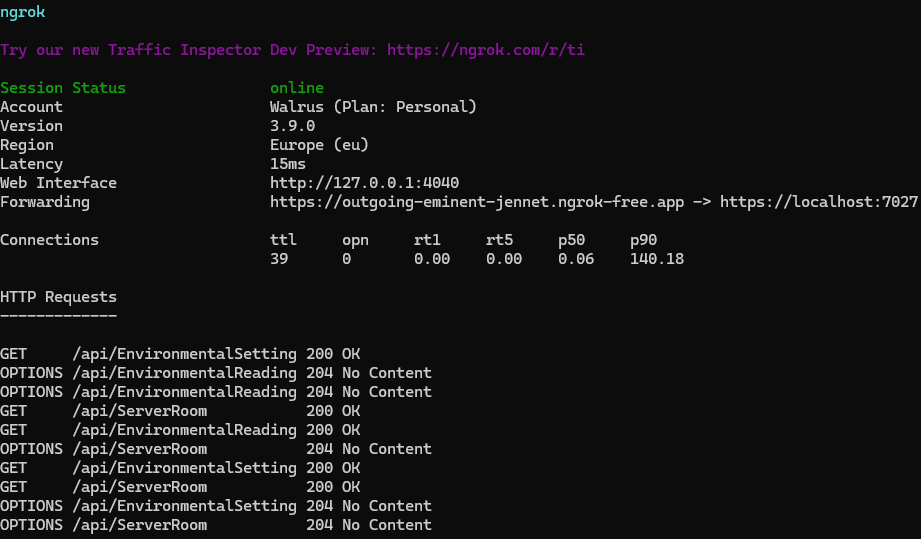 ngrok
Try our new Traffic Inspector Dev Preview: https://ngrok.com/r/ti
Session Status online
Account Walrus (Plan: Personal)
Version 3.9.0
Region Europe (eu)
Latency 15ms
Web Interface http://127.0.0.1:4040
Forwarding https://outgoing-eminent-jennet.ngrok-free.app -> https://localhost:7027
Connections ttl opn rt1 rt5 p50 p90
39 0 0.00 0.00 0.06 140.18
HTTP Requests
-------------
GET /api/EnvironmentalSetting 200 OK
OPTIONS /api/EnvironmentalReading 204 No Content
OPTIONS /api/EnvironmentalReading 204 No Content
GET /api/ServerRoom 200 OK
GET /api/EnvironmentalReading 200 OK
OPTIONS /api/ServerRoom 204 No Content
GET /api/EnvironmentalSetting 200 OK
GET /api/ServerRoom 200 OK
OPTIONS /api/EnvironmentalSetting 204 No Content
OPTIONS /api/ServerRoom 204 No Content